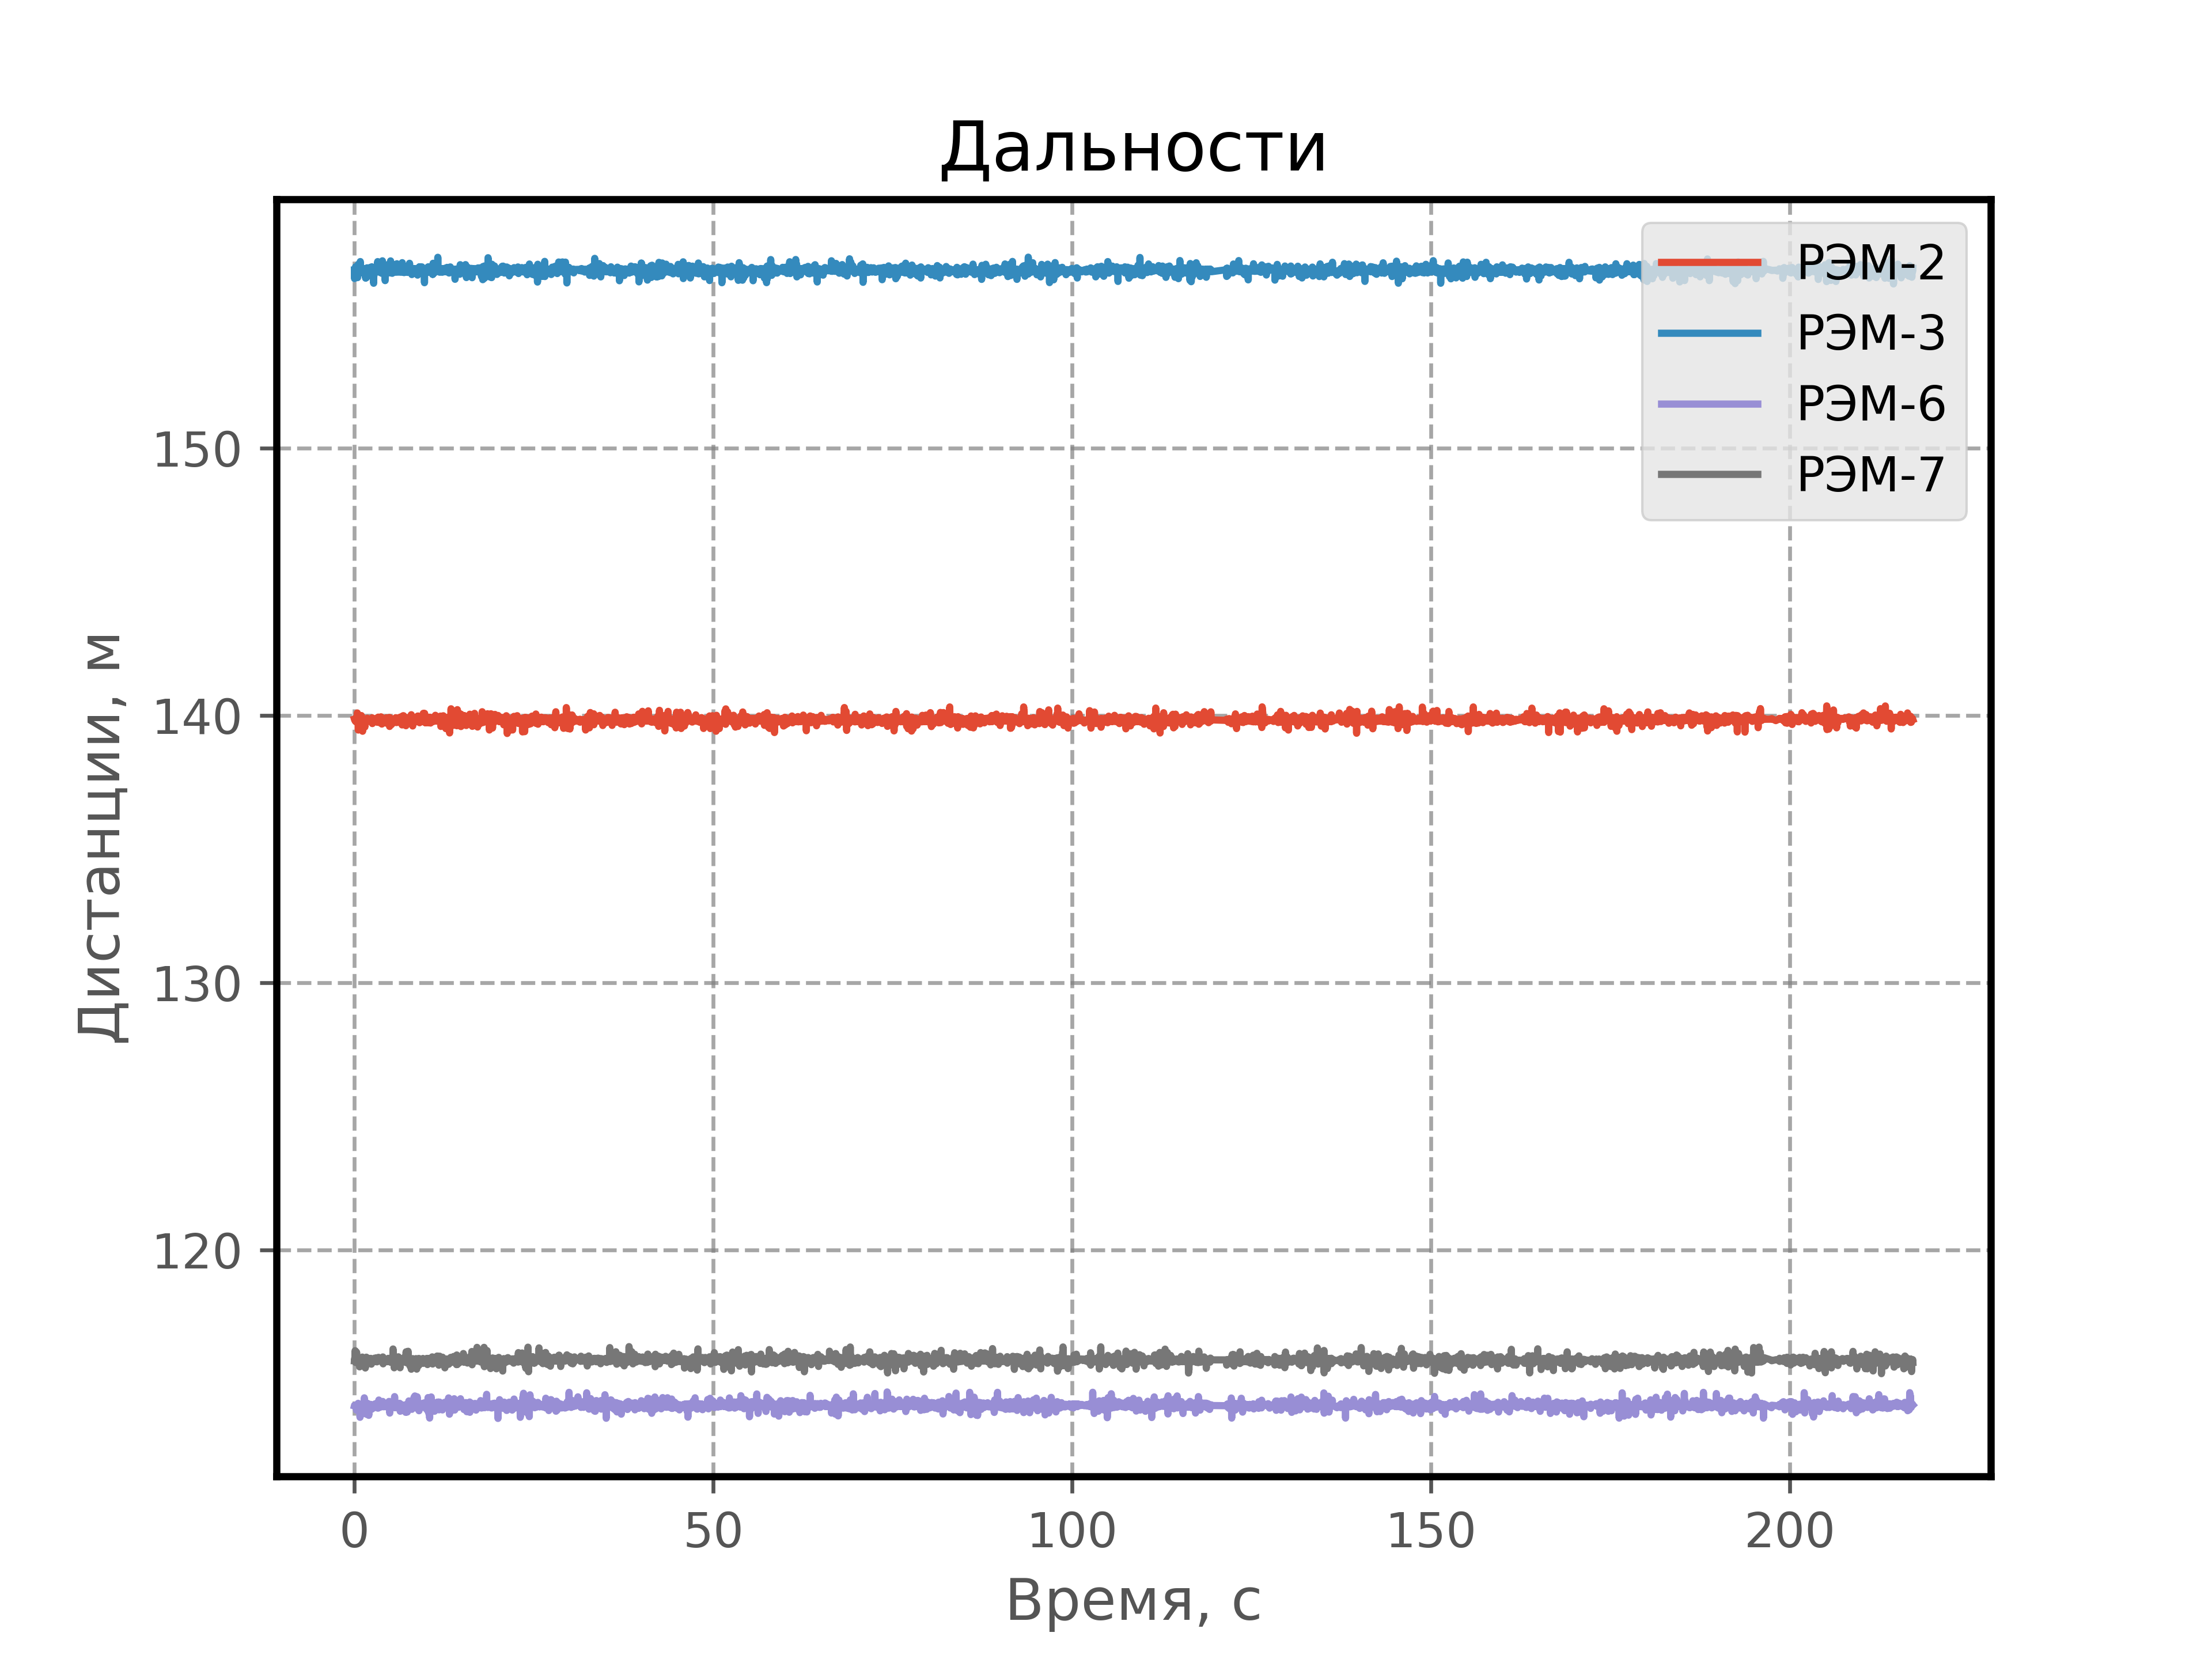 Дальности
РЭМ-2
РЭМ-3
РЭМ-6
РЭМ-7
Дистанции, м
150
140
130
120
0 50 100 150 200
Время, с